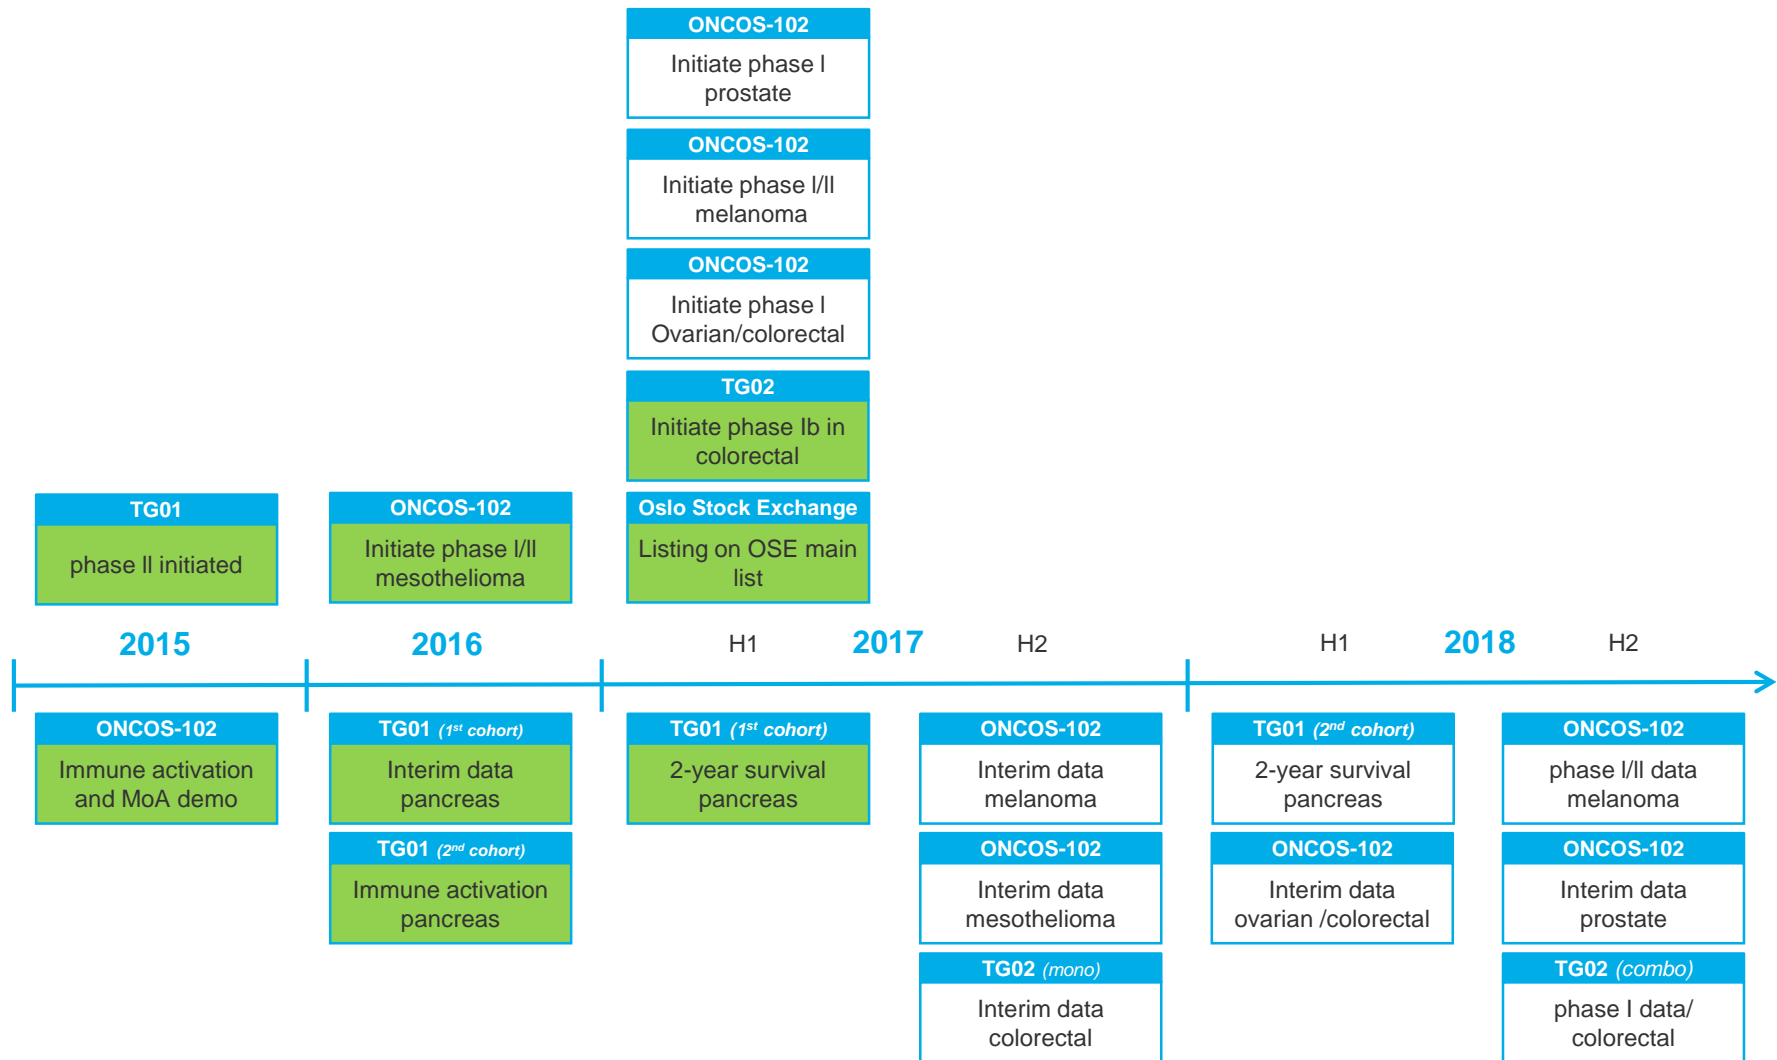 ONCOS-102
Initiate phase I
prostate
ONCOS-102
Initiate phase I/II
melanoma
ONCOS-102
Initiate phase I
Ovarian/colorectal
TG02
Initiate phase Ib in
colorectal
TG01
phase II initiated
ONCOS-102
Initiate phase I/II
mesothelioma
Oslo Stock Exchange
Listing on OSE main
list
2015
2016
H1
2017
H2
H1
2018
H2
ONCOS-102
Immune activation
and MoA demo
TG01 (1st cohort)
Interim data
pancreas
TG01 (2nd cohort)
Immune activation
pancreas
TG01 (1st cohort)
2-year survival
pancreas
ONCOS-102
Interim data
melanoma
ONCOS-102
Interim data
mesothelioma
TG02 (mono)
Interim data
colorectal
TG01 (2nd cohort)
2-year survival
pancreas
ONCOS-102
Interim data
ovarian /colorectal
ONCOS-102
phase I/II data
melanoma
ONCOS-102
Interim data
prostate
TG02 (combo)
phase I data/
colorectal